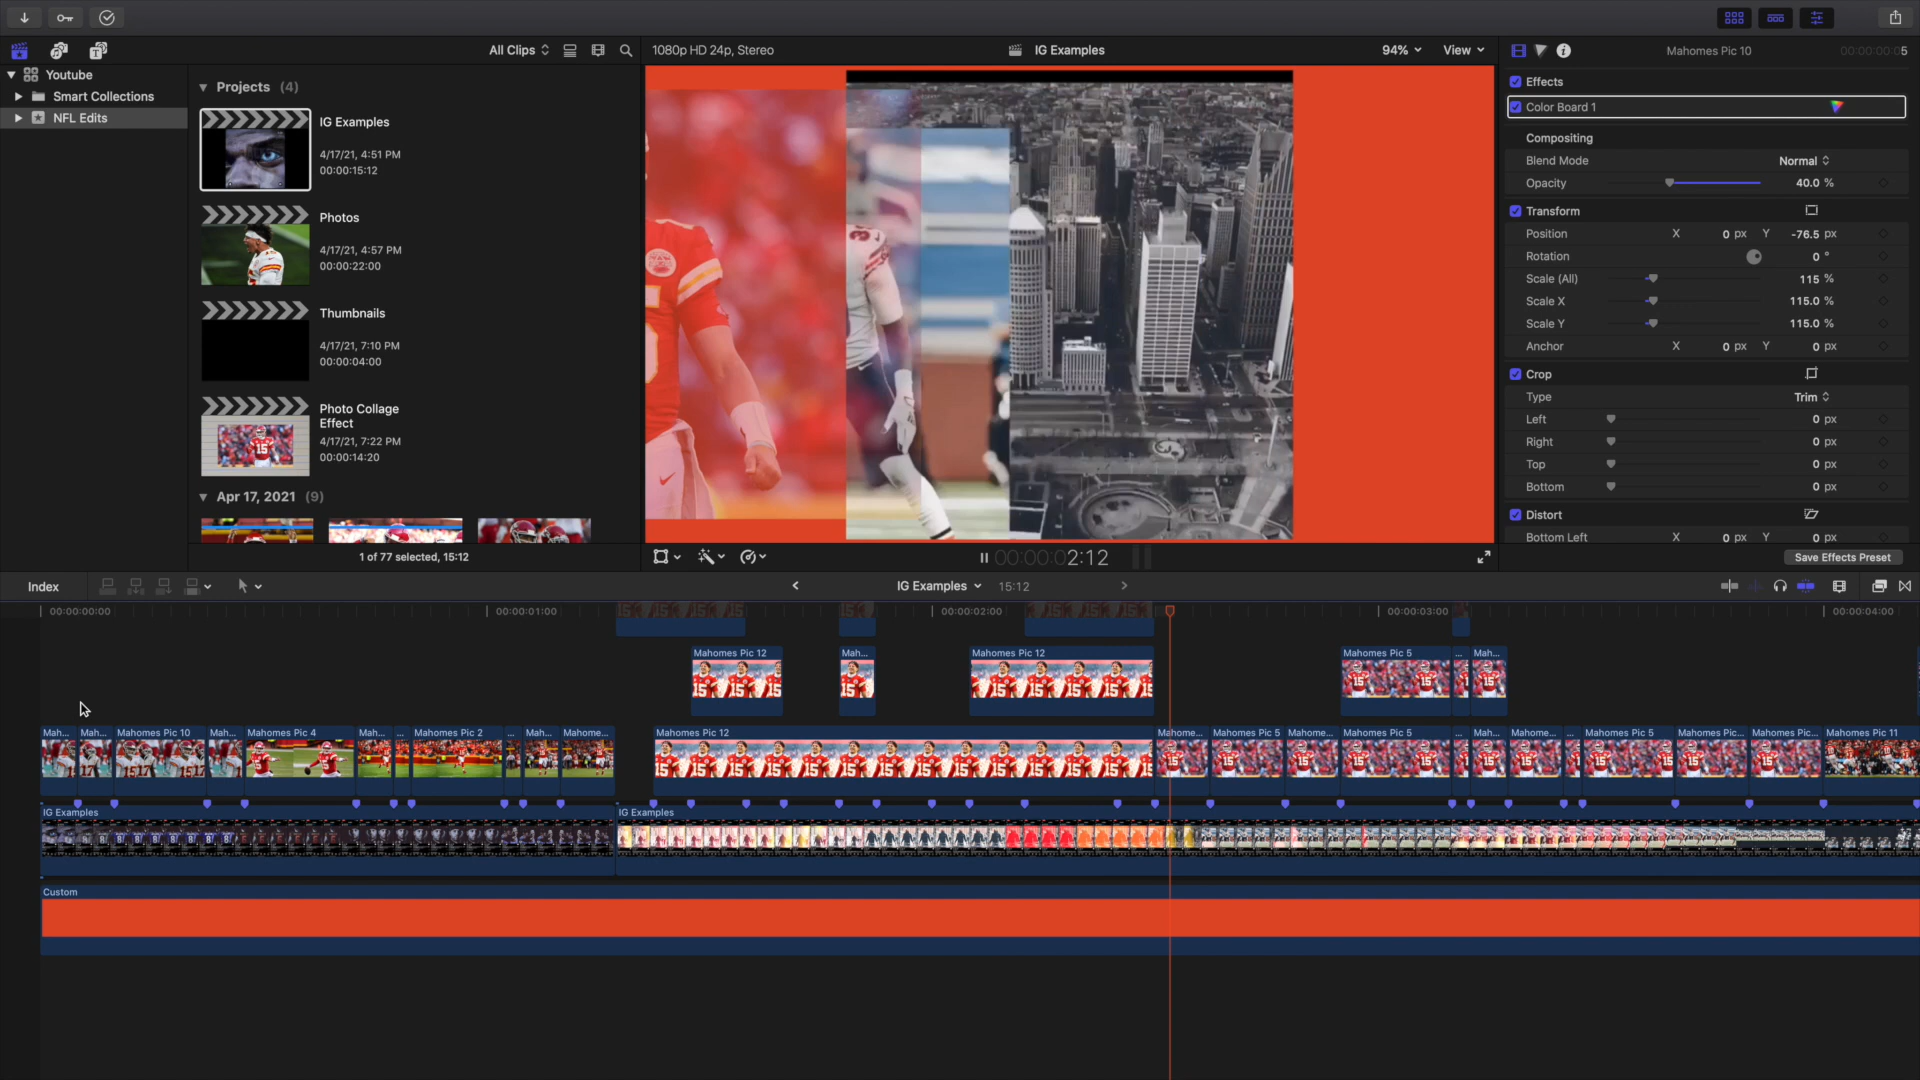 All Clips
1080p HD 24p, Stereo
IG Examples
94%
View
Mahomes Pic 10
00:00:00:05
Youtube
Smart Collections
NFL Edits
Projects (4)
IG Examples
4/17/21, 4:51 PM
00:00:15:12
Photos
4/17/21, 4:57 PM
00:00:22:00
Thumbnails
4/17/21, 7:10 PM
00:00:04:00
Photo Collage
Effect
4/17/21, 7:22 PM
00:00:14:20
Apr 17, 2021 (9)
1 of 77 selected, 15:12
Effects
Color Board 1
Compositing
Blend Mode Normal
Opacity 40.0 %
Transform
Position X 0 px Y -76.5 px
Rotation 0 °
Scale (All) 115 %
Scale X 115.0 %
Scale Y 115.0 %
Anchor X 0 px Y 0 px
Crop
Type Trim
Left 0 px
Right 0 px
Top 0 px
Bottom 0 px
Distort
Bottom Left X 0 px Y 0 px
Save Effects Preset
00:00:02:12
Index
IG Examples
15:12
00:00:00:00
00:00:01:00
00:00:02:00
00:00:03:00
00:00:04:00
Mahomes Pic 12
Mah...
Mahomes Pic 12
Mahomes Pic 5
...
Mah...
Mah...
Mah...
Mahomes Pic 10
Mah...
Mahomes Pic 4
Mah...
...
Mahomes Pic 2
...
Mah...
Mahome...
Mahomes Pic 12
Mahome...
Mahomes Pic 5
Mahome...
Mahomes Pic 5
...
Mah...
Mahome...
...
Mahomes Pic 5
Mahomes Pic...
Mahomes Pic...
Mahomes Pic 11
IG Examples
IG Examples
Custom